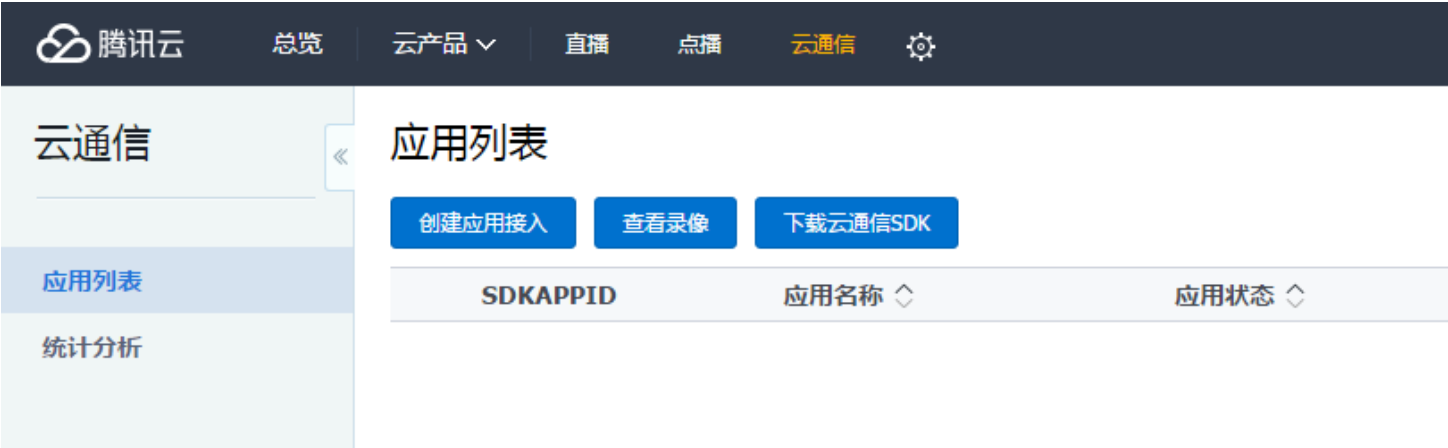 腾讯云 总览 云产品 直播 点播 云通信
云通信
应用列表
统计分析
应用列表
创建应用接入 查看录像 下载云通信SDK
SDKAPPID 应用名称 应用状态